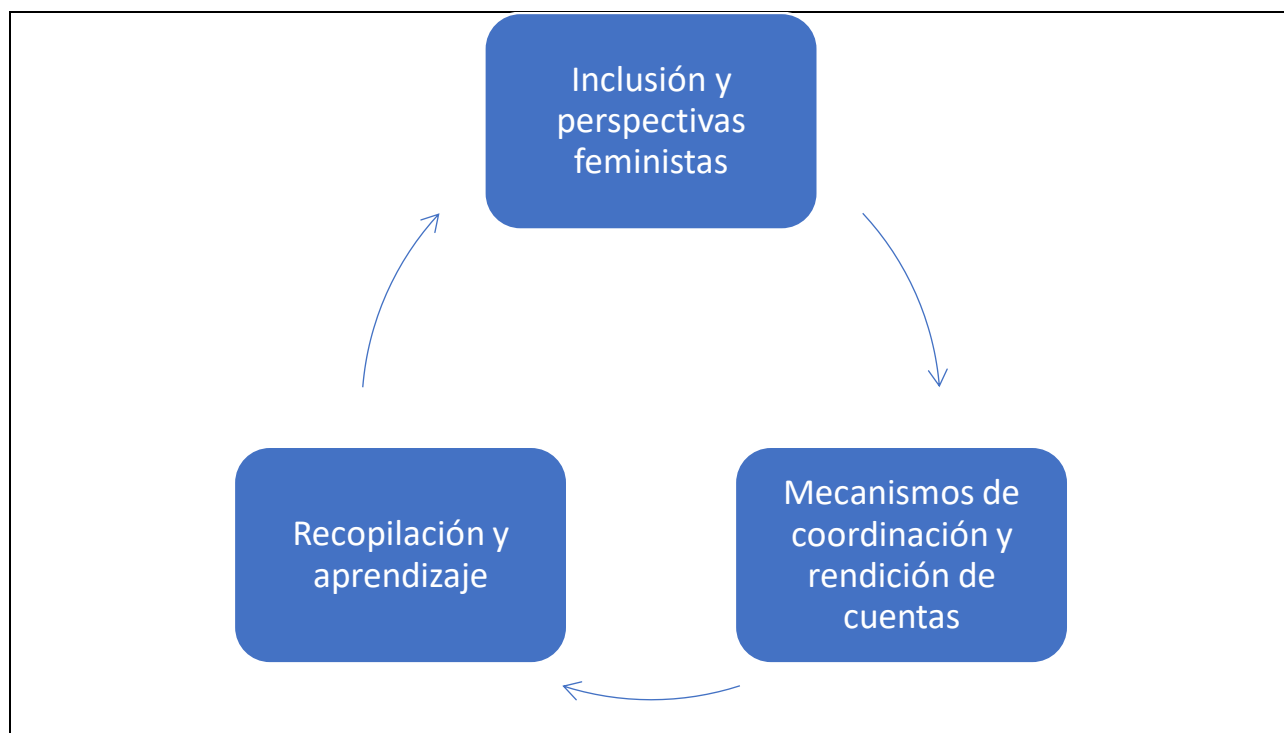 Inclusión y
perspectivas
feministas
Mecanismos de
coordinación y
rendición de
cuentas
Recopilación y
aprendizaje